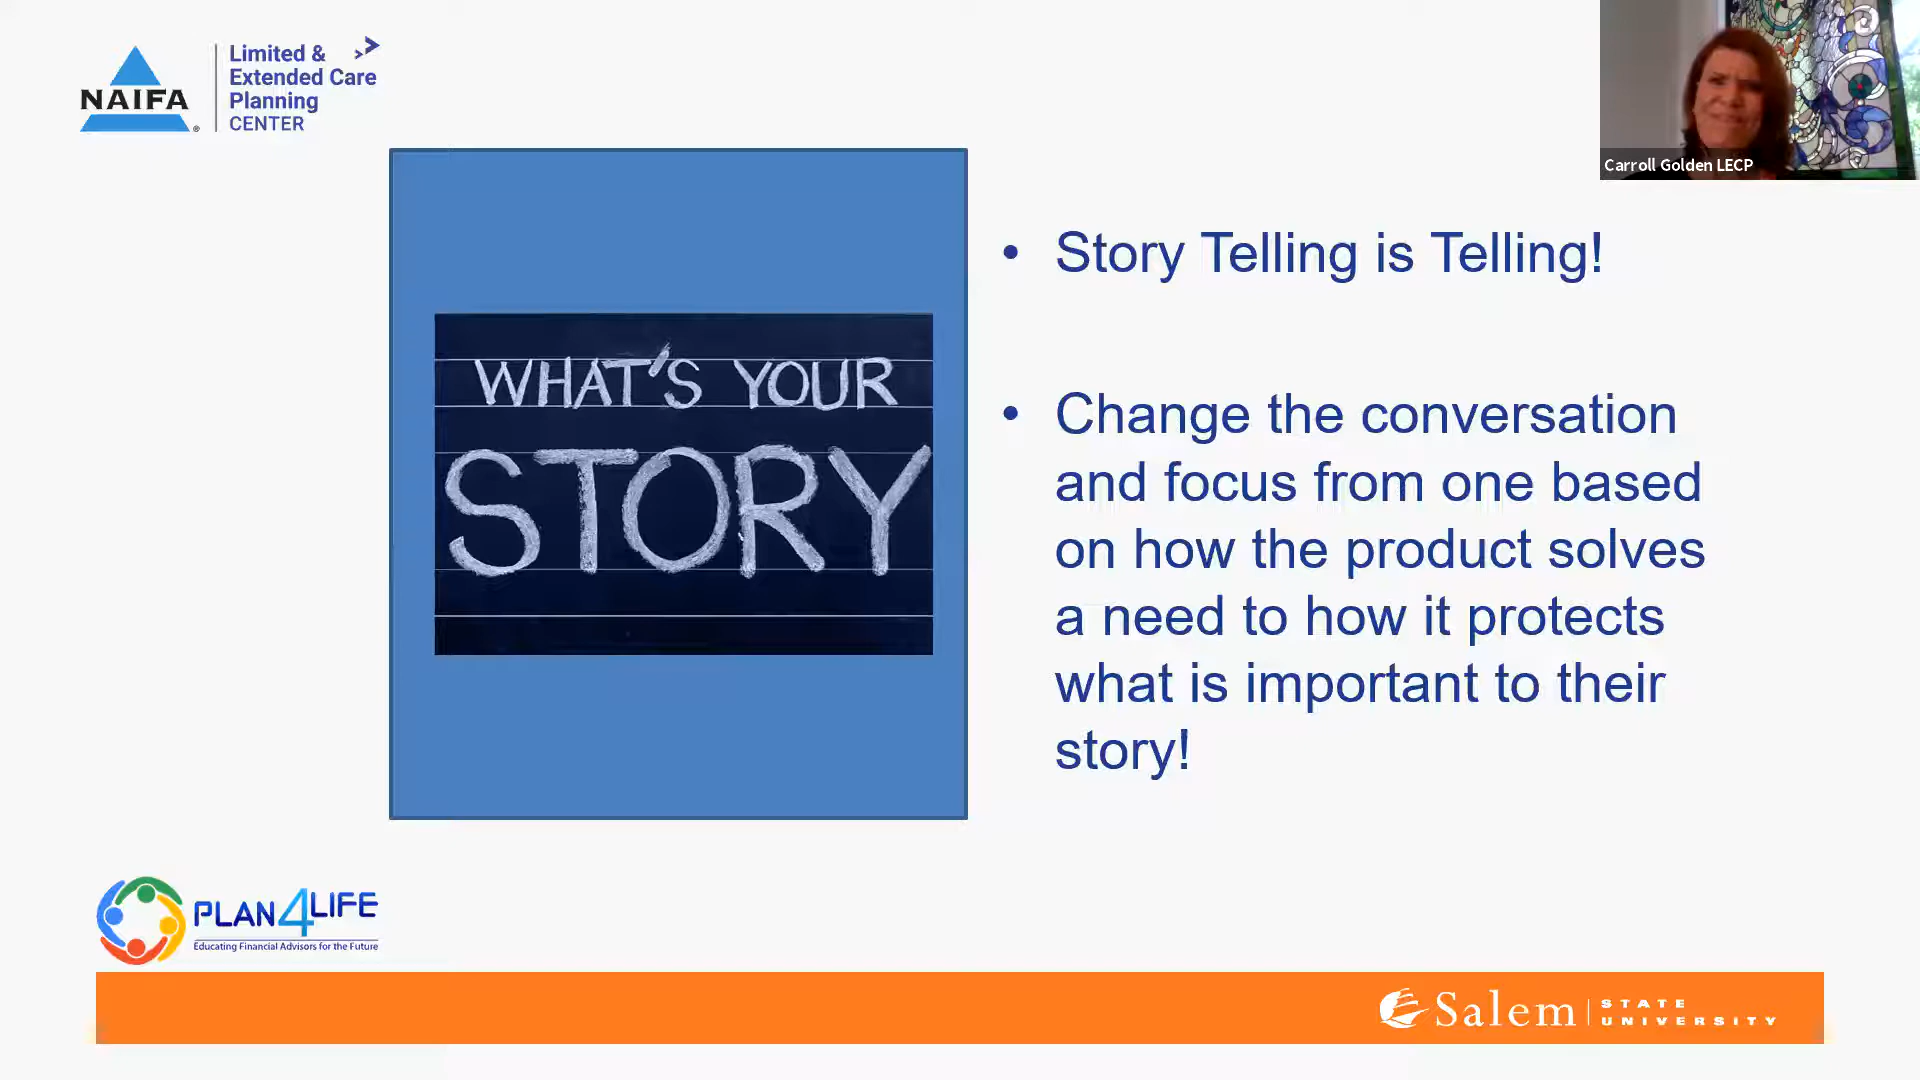 NAIFA®
Limited &
Extended Care
Planning
CENTER
Carroll Golden LECP
WHAT'S YOUR
STORY
• Story Telling is Telling!
• Change the conversation
and focus from one based
on how the product solves
a need to how it protects
what is important to their
story!
PLAN4LIFE
Educating Financial Advisors for the Future
Salem
STATE
UNIVERSITY